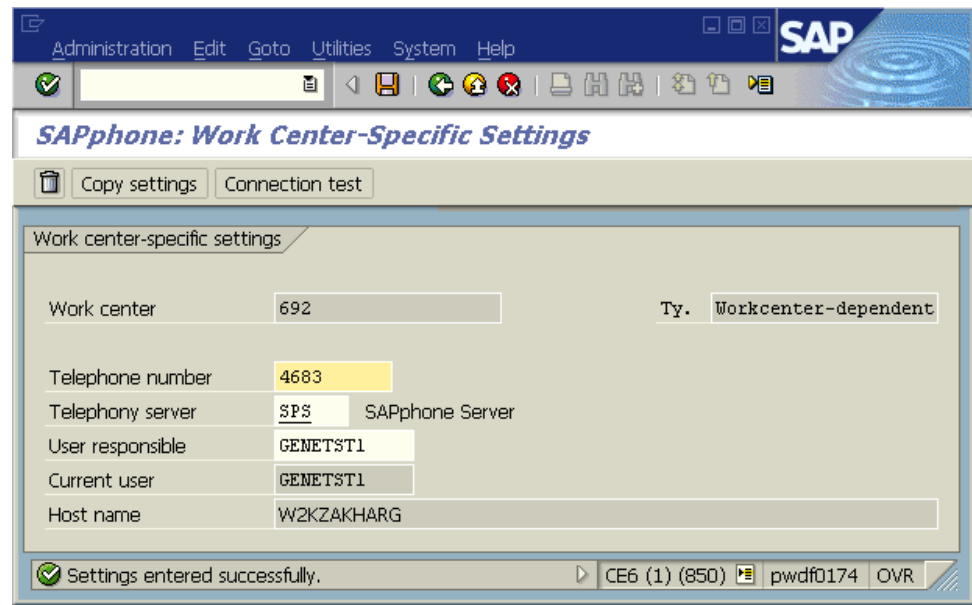 Administration Edit Goto Utilities System Help
SAP
SAPphone: Work Center-Specific Settings
Copy settings Connection test
Work center-specific settings
Work center 692 Ty. Workcenter-dependent
Telephone number 4683
Telephony server SPS SAPphone Server
User responsible GENETST1
Current user GENETST1
Host name W2KZAKHARG
Settings entered successfully. CE6 (1) (850) pwdf0174 OVR